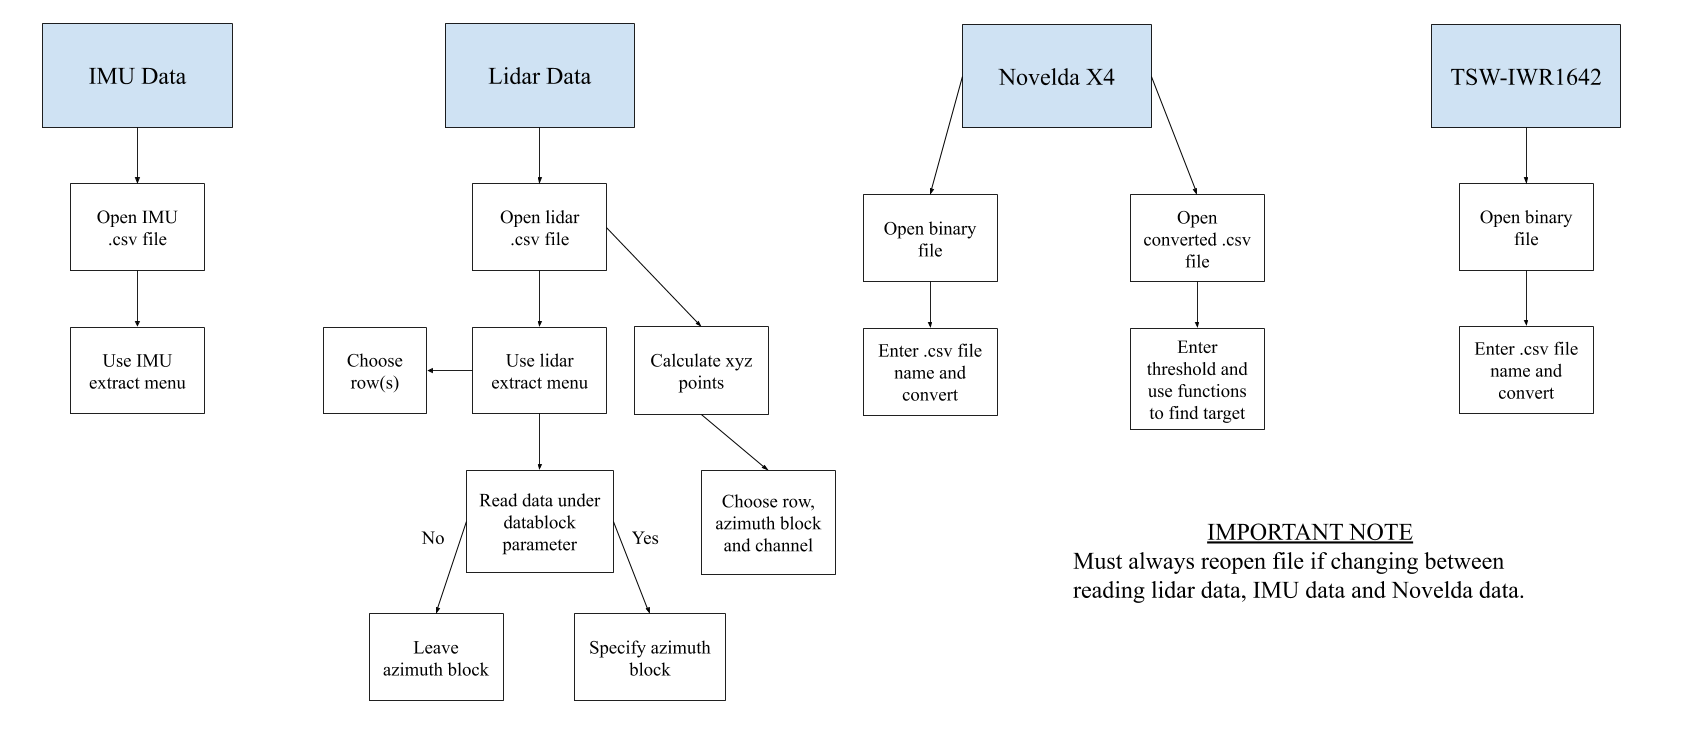 IMU Data
Lidar Data
Novelda X4
TSW-IWR1642
Open IMU
.csv file
Open lidar
.csv file
Open binary
file
Open
converted .csv
file
Open binary
file
Use IMU
extract menu
Choose
row(s)
Use lidar
extract menu
Calculate xyz
points
Enter .csv file
name and
convert
Enter
threshold and
use functions
to find target
Enter .csv file
name and
convert
Read data under
datablock
parameter
No
Yes
Choose row,
azimuth block
and channel
Leave
azimuth block
Specify azimuth
block
IMPORTANT NOTE
Must always reopen file if changing between
reading lidar data, IMU data and Novelda data.